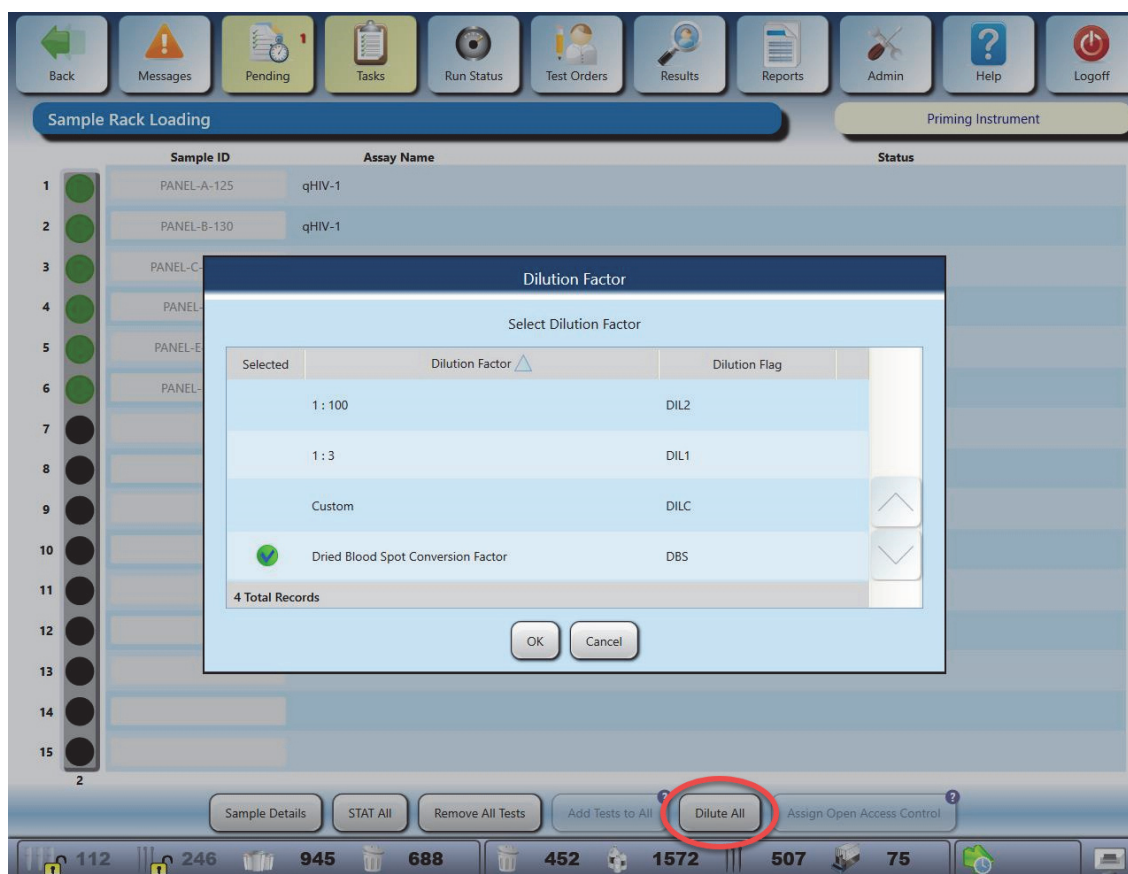 Back Messages Pending 1 Tasks Run Status Test Orders Results Reports Admin Help Logoff
Sample Rack Loading Priming Instrument
Sample ID Assay Name Status
1 PANEL-A-125 qHIV-1
2 PANEL-B-130 qHIV-1
3 PANEL-C-
4 PANEL-
5 PANEL-E
6 PANEL-
7
8
9
10
11
12
13
14
15
2
Dilution Factor
Select Dilution Factor
Selected Dilution Factor Dilution Flag
1 : 100 DIL2
1 : 3 DIL1
Custom DILC
Dried Blood Spot Conversion Factor DBS
4 Total Records
OK Cancel
Sample Details STAT All Remove All Tests Add Tests to All ? Dilute All Assign Open Access Control ?
112 246 945 688 452 1572 507 75